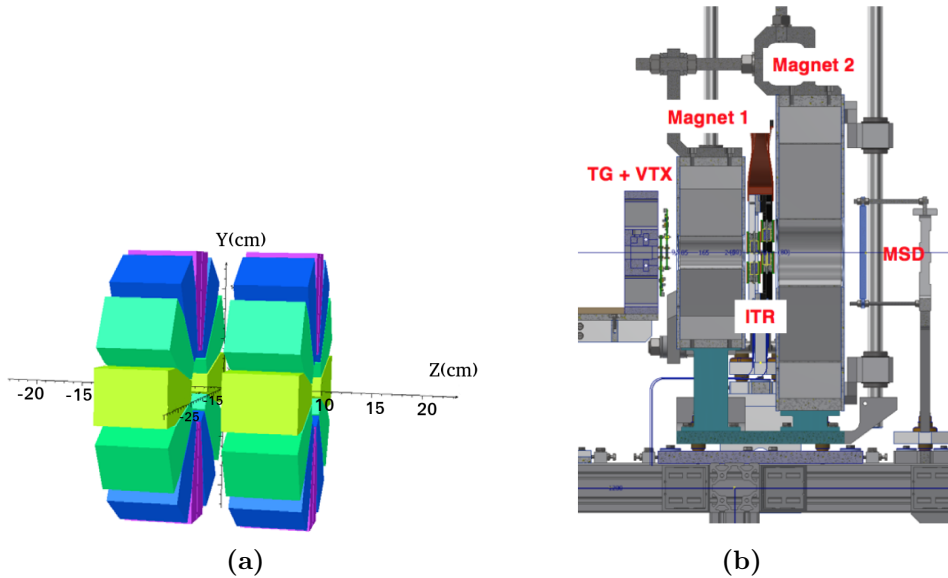 Y(cm)
Z(cm)
-20
-15
-25
-15
10
15
20
Magnet 2
Magnet 1
TG + VTX
MSD
ITR
(a)
(b)